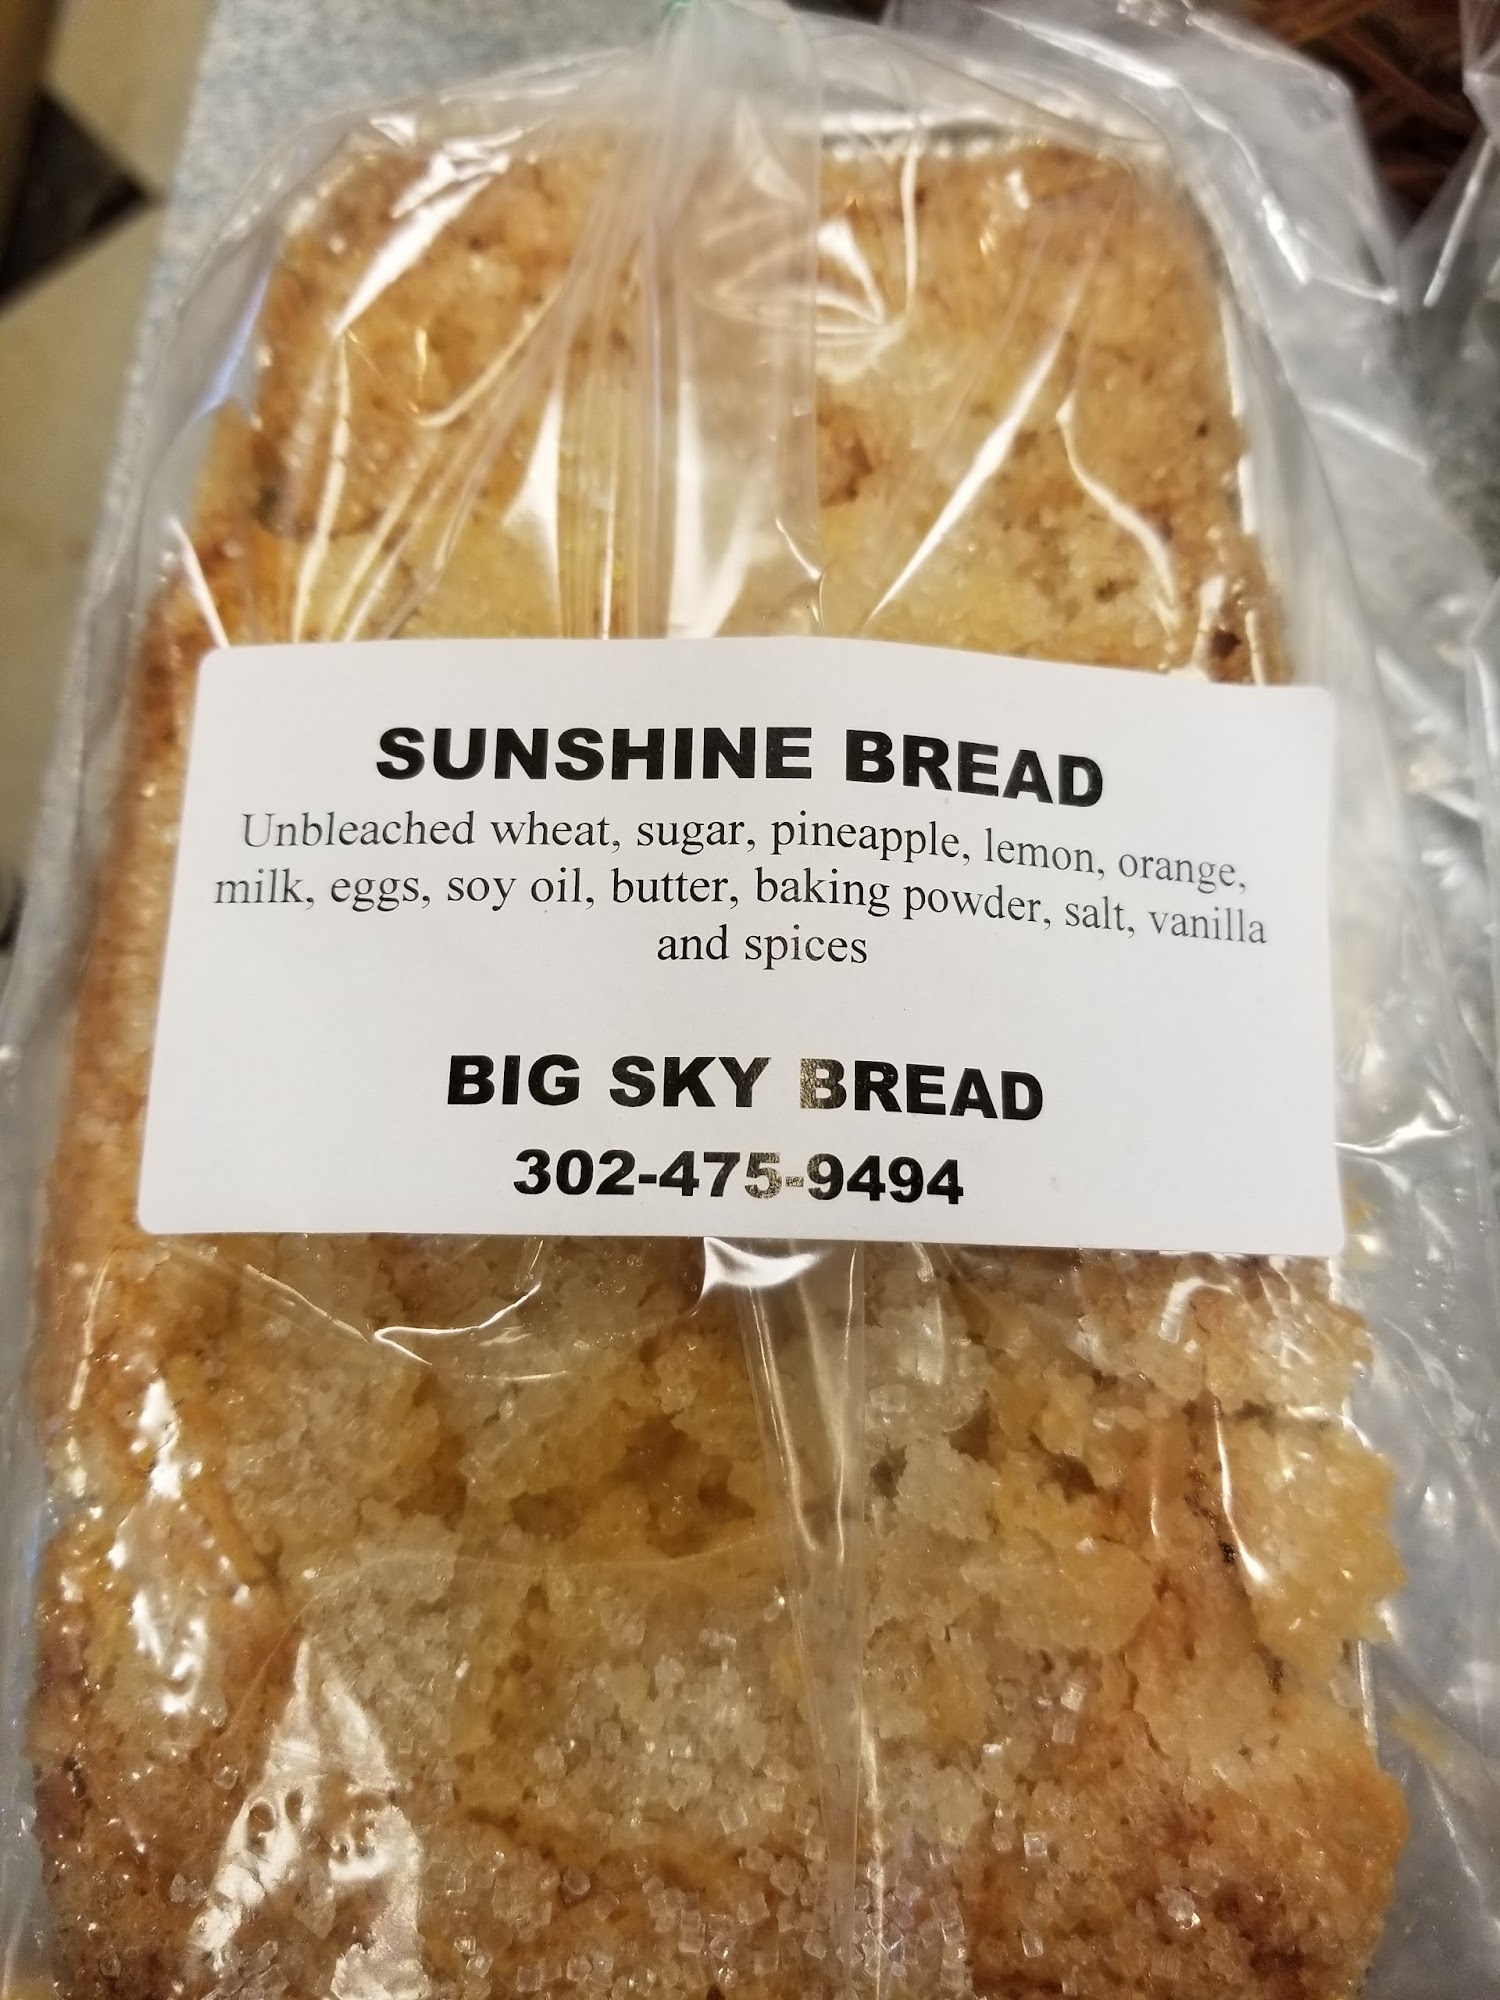 SUNSHINE BREAD
Unbleached wheat, sugar, pineapple, lemon, orange,
milk, eggs, soy oil, butter, baking powder, salt, vanilla
and spices
BIG SKY BREAD
302-475-9494